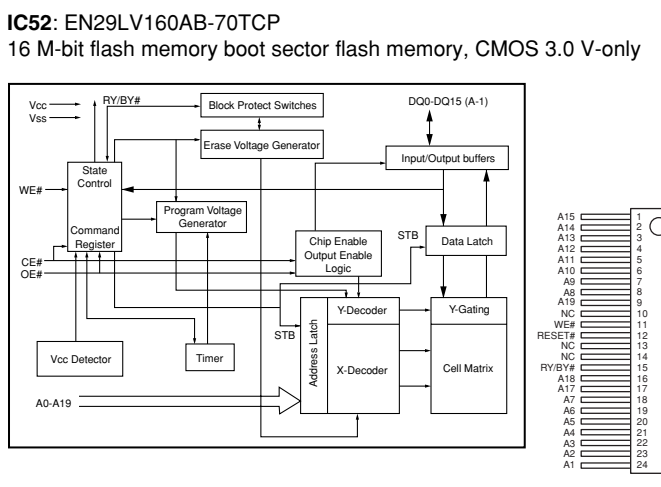 IC52: EN29LV160AB-70TCP
16 M-bit flash memory boot sector flash memory, CMOS 3.0 V-only
Vcc
Vss
RY/BY#
Block Protect Switches
DQ0-DQ15 (A-1)
Erase Voltage Generator
Input/Output buffers
State
Control
WE#
Program Voltage
Generator
Command
Register
STB
Data Latch
Chip Enable
Output Enable
Logic
CE#
OE#
Y-Decoder
Y-Gating
STB
Address Latch
Vcc Detector
Timer
X-Decoder
Cell Matrix
A0-A19
A15 1
A14 2
A13 3
A12 4
A11 5
A10 6
A9 7
A8 8
A19 9
NC 10
WE# 11
RESET# 12
NC 13
NC 14
RY/BY# 15
A18 16
A17 17
A7 18
A6 19
A5 20
A4 21
A3 22
A2 23
A1 24